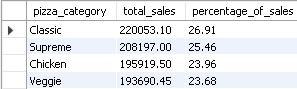 pizza_category total_sales percentage_of_sales
Classic 220053.10 26.91
Supreme 208197.00 25.46
Chicken 195919.50 23.96
Veggie 193690.45 23.68